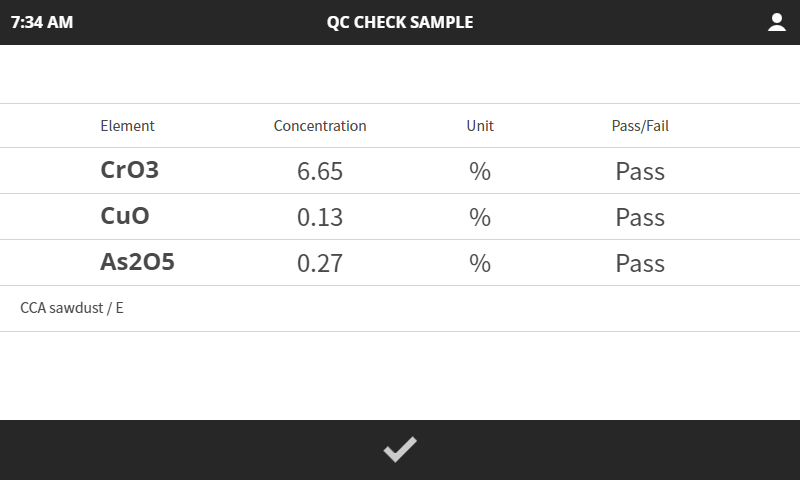 7:34 AM QC CHECK SAMPLE
Element Concentration Unit Pass/Fail
CrO3 6.65 % Pass
CuO 0.13 % Pass
As2O5 0.27 % Pass
CCA sawdust / E